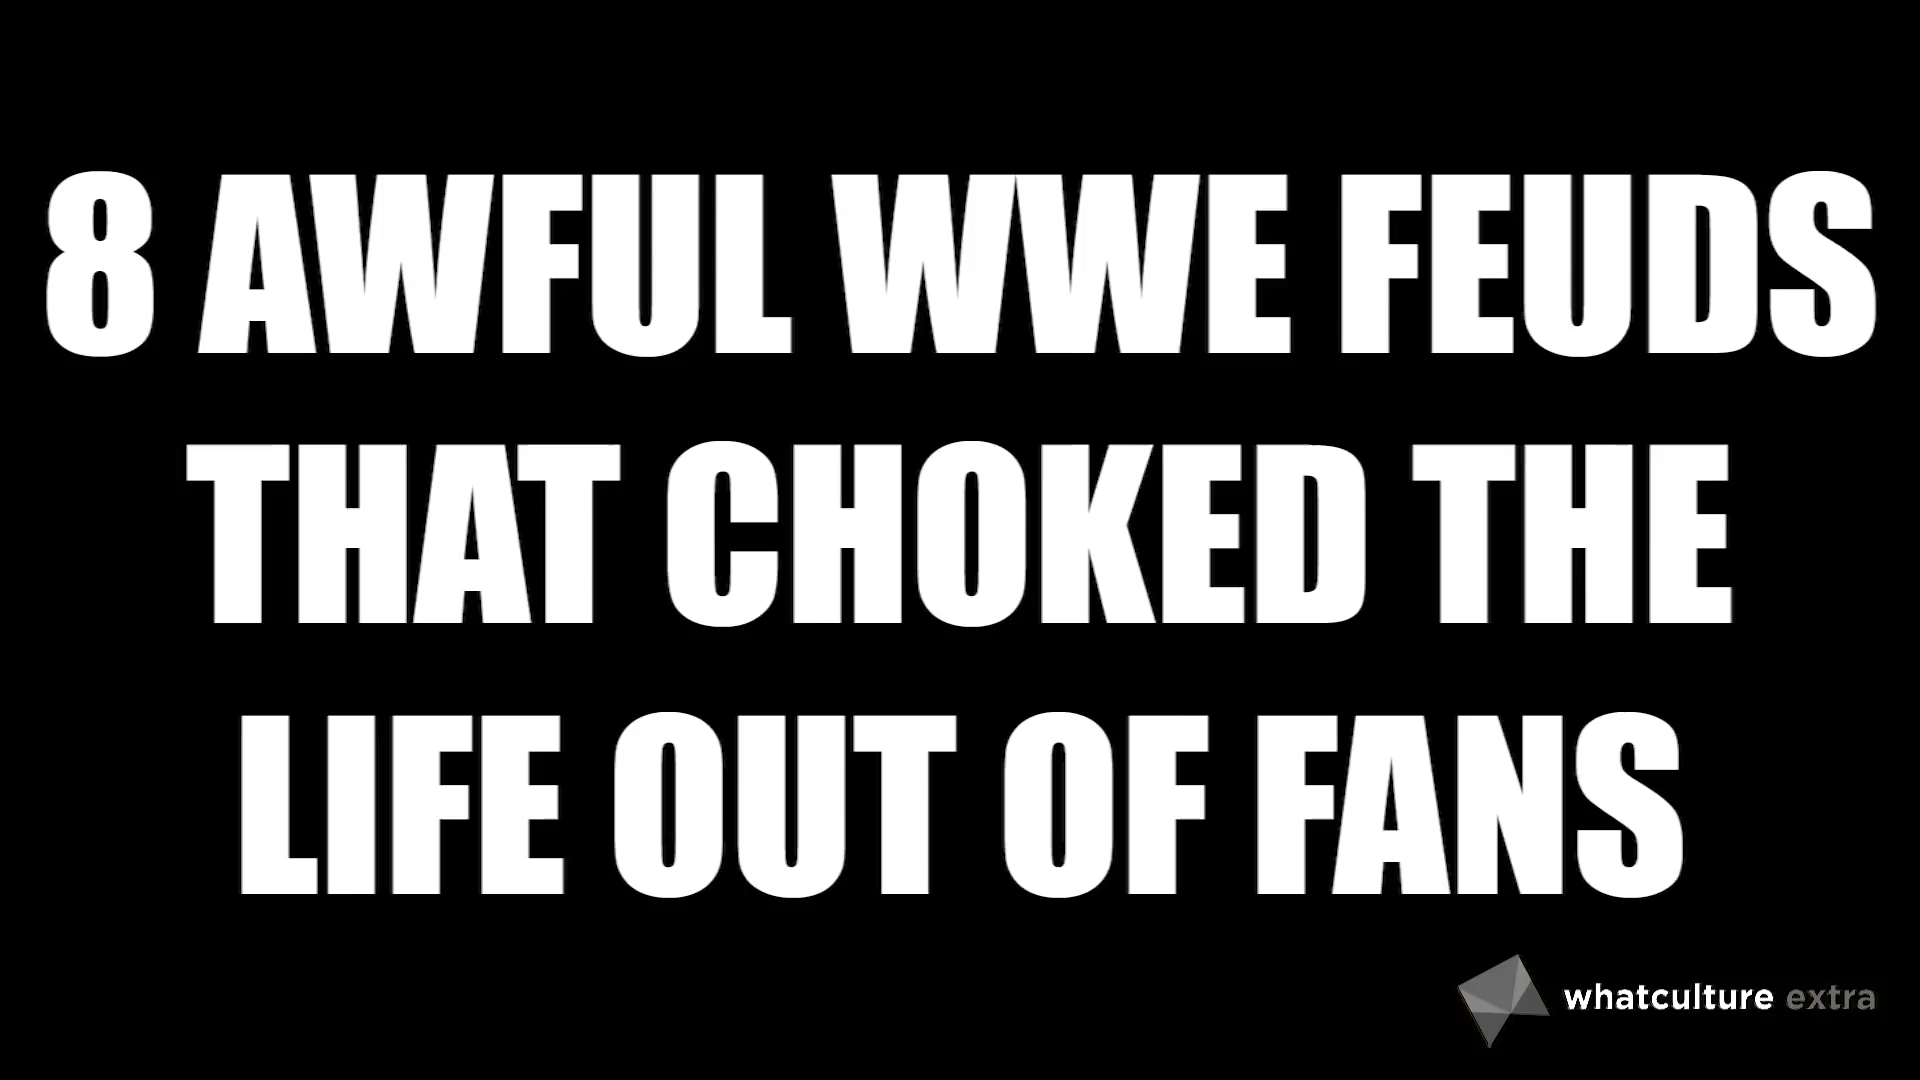 8 AWFUL WWE FEUDS
THAT CHOKED THE
LIFE OUT OF FANS
whatculture extra